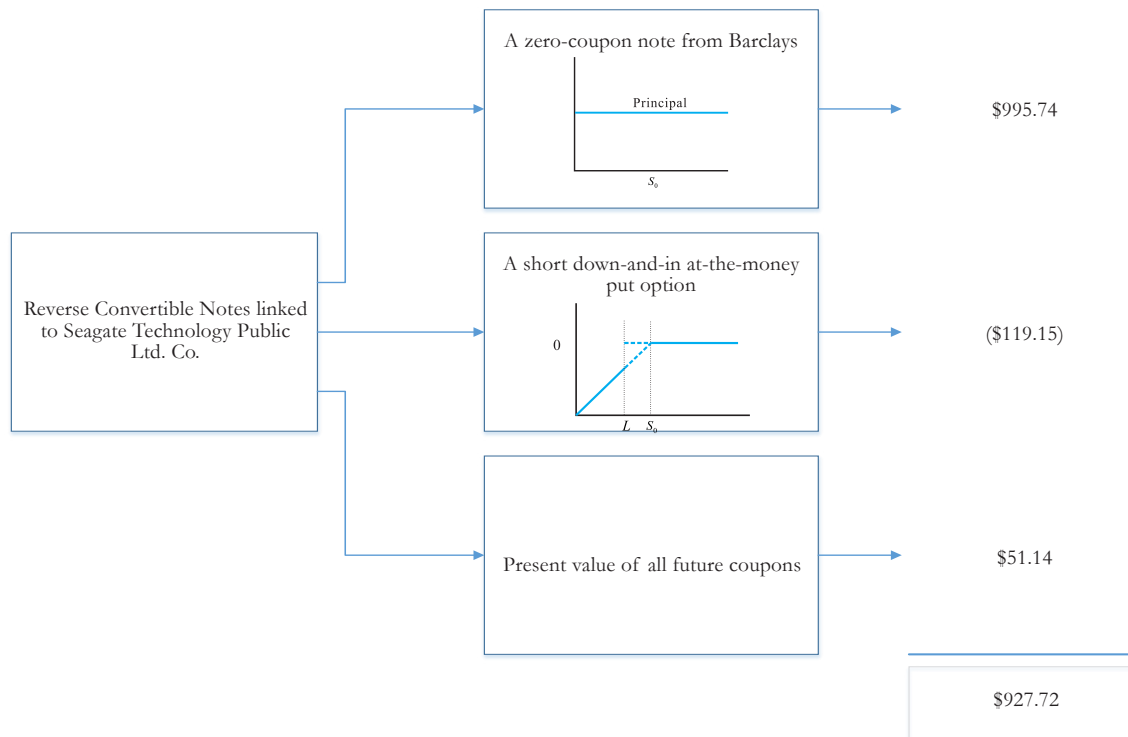 A zero-coupon note from Barclays
Principal
S₀
$995.74
Reverse Convertible Notes linked
to Seagate Technology Public
Ltd. Co.
A short down-and-in at-the-money
put option
0
L S₀
($119.15)
Present value of all future coupons
$51.14
$927.72